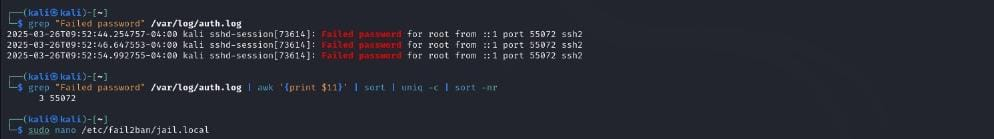 ┌──(kali㉿kali)-[~]
└─$ grep "Failed password" /var/log/auth.log
2025-03-26T09:52:44.254757-04:00 kali sshd-session[73614]: Failed password for root from ::1 port 55072 ssh2
2025-03-26T09:52:46.647553-04:00 kali sshd-session[73614]: Failed password for root from ::1 port 55072 ssh2
2025-03-26T09:52:54.992755-04:00 kali sshd-session[73614]: Failed password for root from ::1 port 55072 ssh2
┌──(kali㉿kali)-[~]
└─$ grep "Failed password" /var/log/auth.log | awk '{print $11}' | sort | uniq -c | sort -nr
3 55072
┌──(kali㉿kali)-[~]
└─$ sudo nano /etc/fail2ban/jail.local